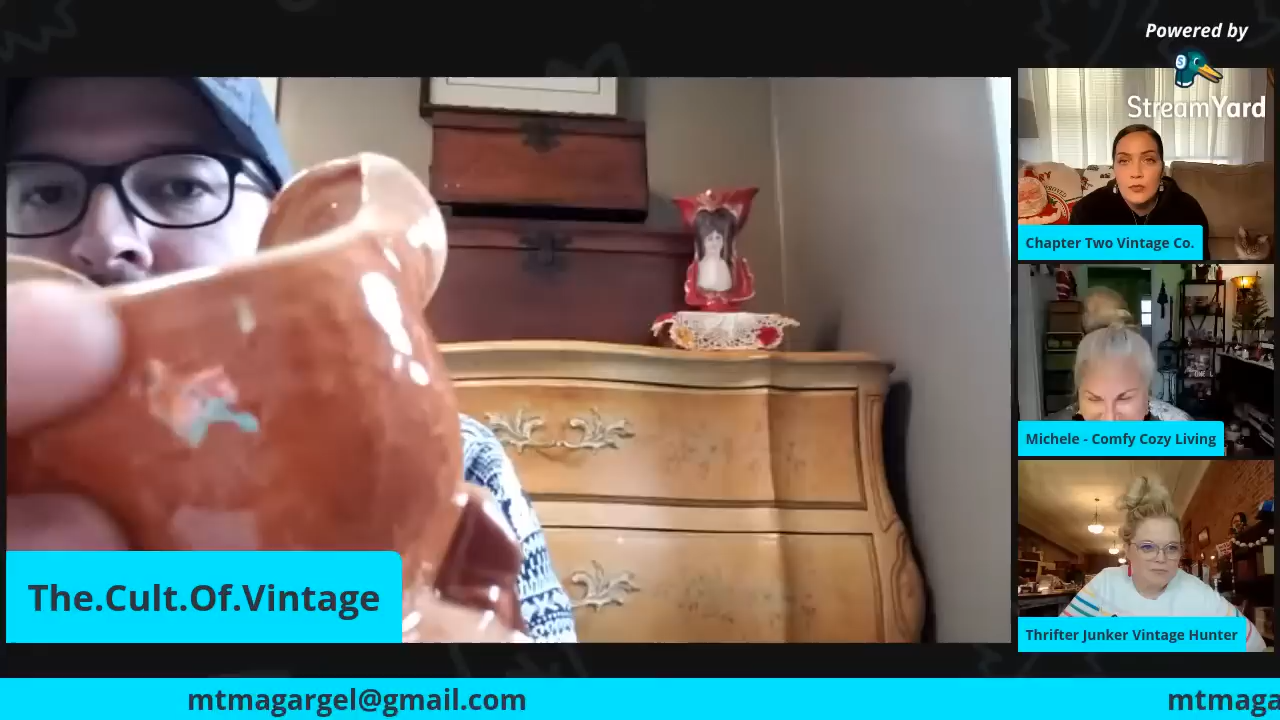 Powered by
StreamYard
Chapter Two Vintage Co.
Michele - Comfy Cozy Living
Thrifter Junker Vintage Hunter
The.Cult.Of.Vintage
mtmagargel@gmail.com
mtmaga